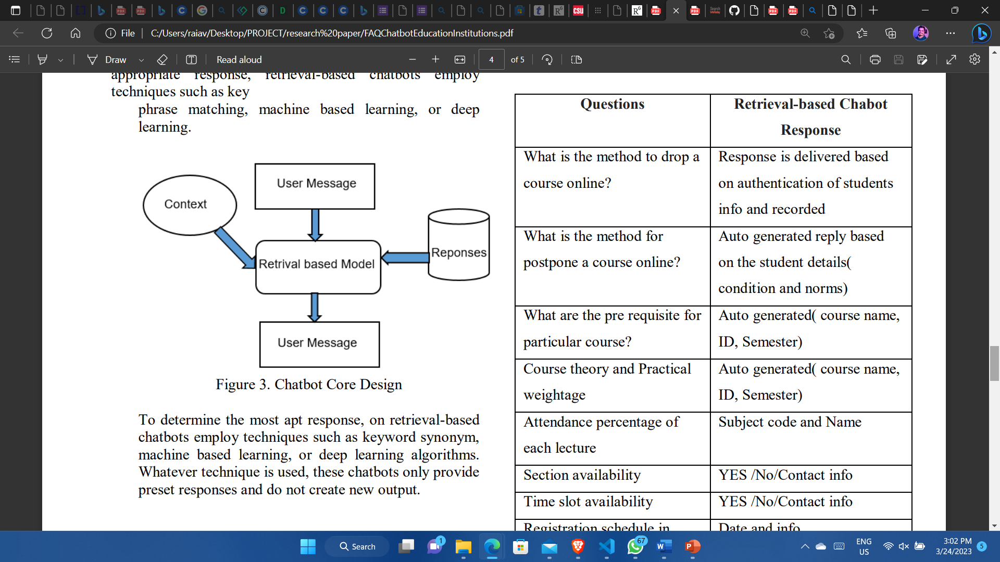 File
C:/Users/raiav/Desktop/PROJECT/research%20paper/FAQChatbotEducationInstitutions.pdf
Draw
Read aloud
4
of 5
appropriate response, retrieval-based chatbots employ
techniques such as key
phrase matching, machine based learning, or deep
learning.
User Message
Context
Reponses
Retrival based Model
User Message
Figure 3. Chatbot Core Design
To determine the most apt response, on retrieval-based
chatbots employ techniques such as keyword synonym,
machine based learning, or deep learning algorithms.
Whatever technique is used, these chatbots only provide
preset responses and do not create new output.
Questions
Retrieval-based Chabot
Response
What is the method to drop a
course online?
Response is delivered based
on authentication of students
info and recorded
What is the method for
postpone a course online?
Auto generated reply based
on the student details(
condition and norms)
What are the pre requisite for
particular course?
Auto generated( course name,
ID, Semester)
Course theory and Practical
weightage
Auto generated( course name,
ID, Semester)
Attendance percentage of
each lecture
Subject code and Name
Section availability
YES /No/Contact info
Time slot availability
YES /No/Contact info
Registration schedule in
Date and info
Search
1
67
ENG
US
3:02 PM
3/24/2023
5